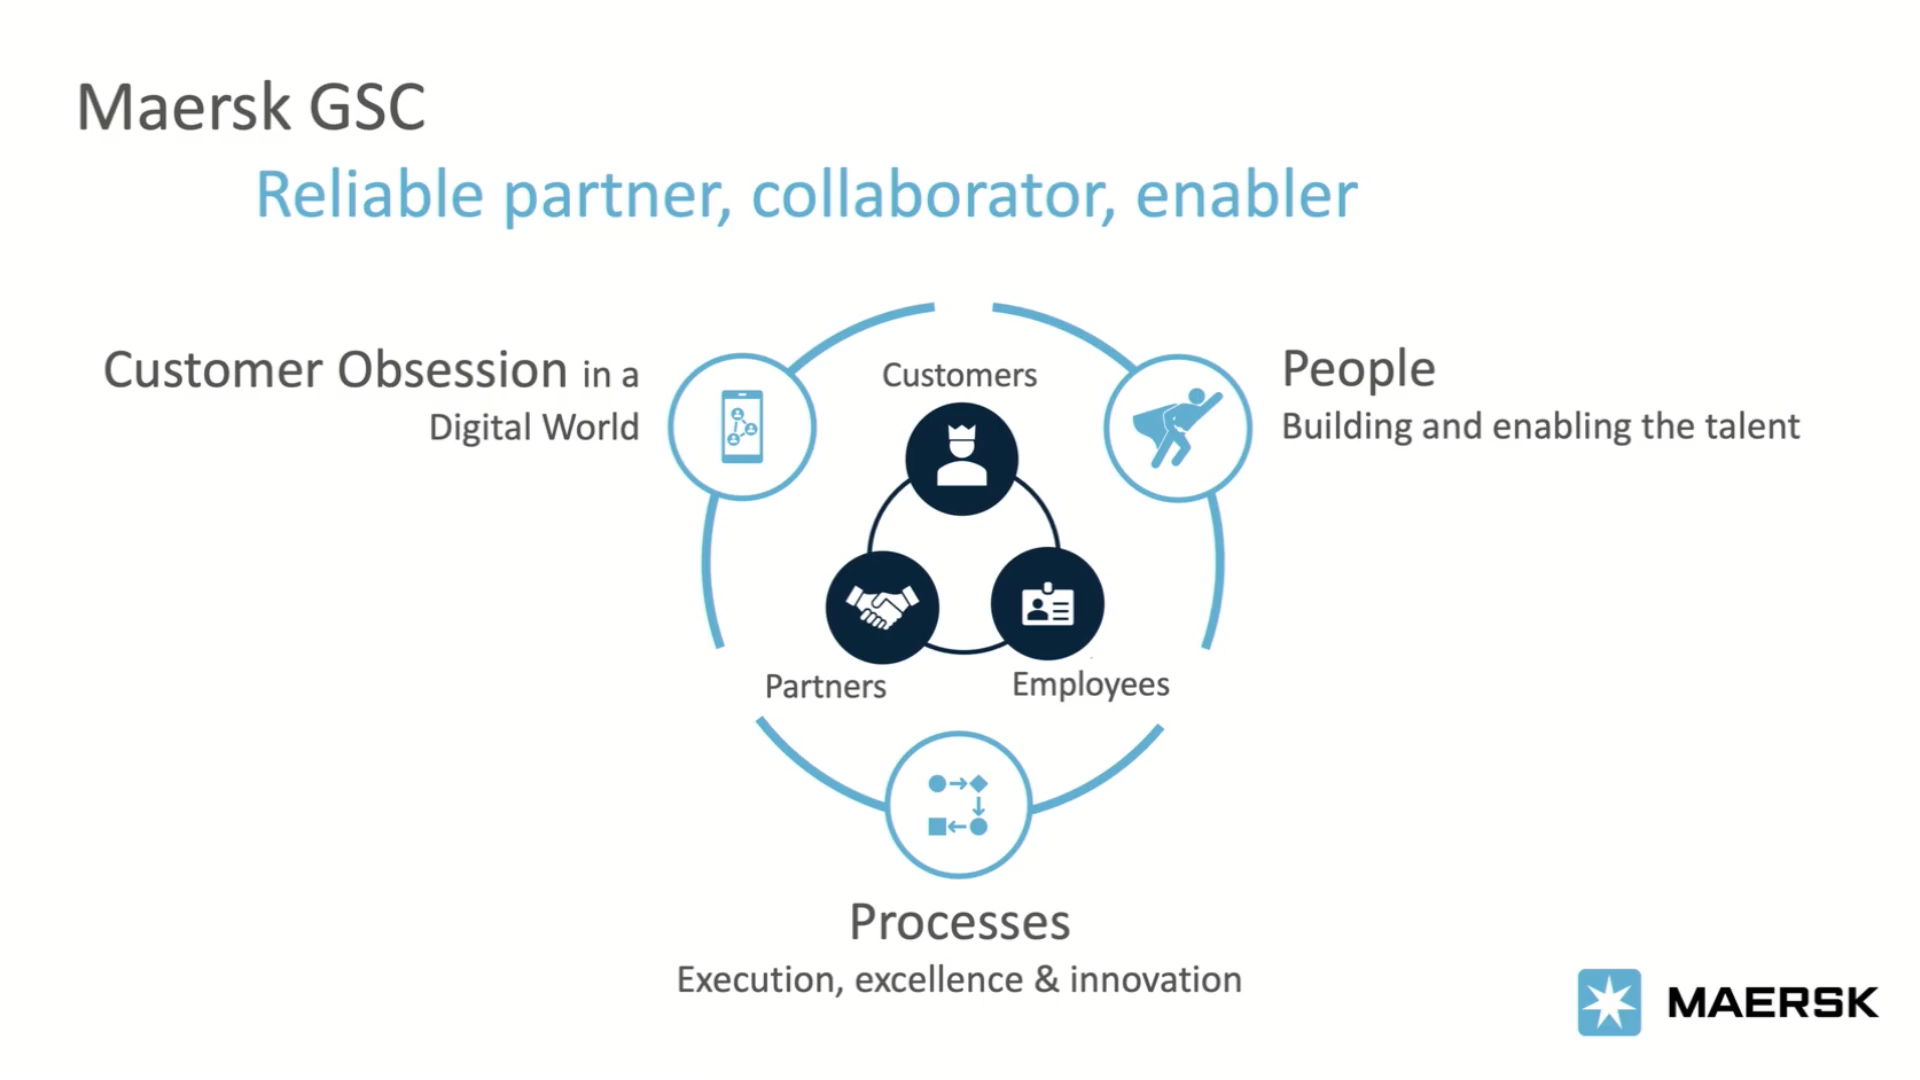 Maersk GSC
Reliable partner, collaborator, enabler
Customer Obsession in a
Digital World
People
Building and enabling the talent
Customers
Partners
Employees
Processes
Execution, excellence & innovation
MAERSK